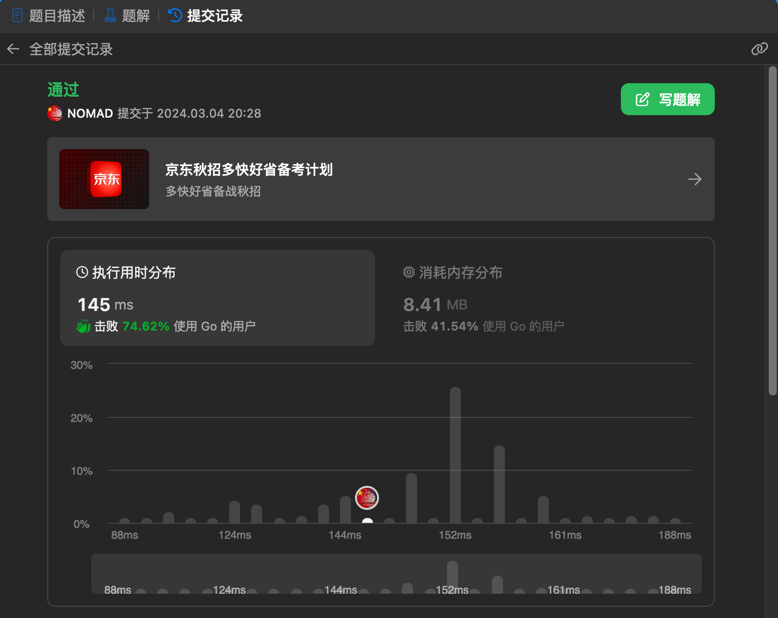 题目描述 题解 提交记录
全部提交记录
通过
NOMAD 提交于 2024.03.04 20:28
写题解
京东
京东秋招多快好省备考计划
多快好省备战秋招
执行用时分布
145 ms
击败 74.62% 使用 Go 的用户
消耗内存分布
8.41 MB
击败 41.54% 使用 Go 的用户
30%
20%
10%
0%
88ms 124ms 144ms 152ms 161ms 188ms
88ms 124ms 144ms 152ms 161ms 188ms